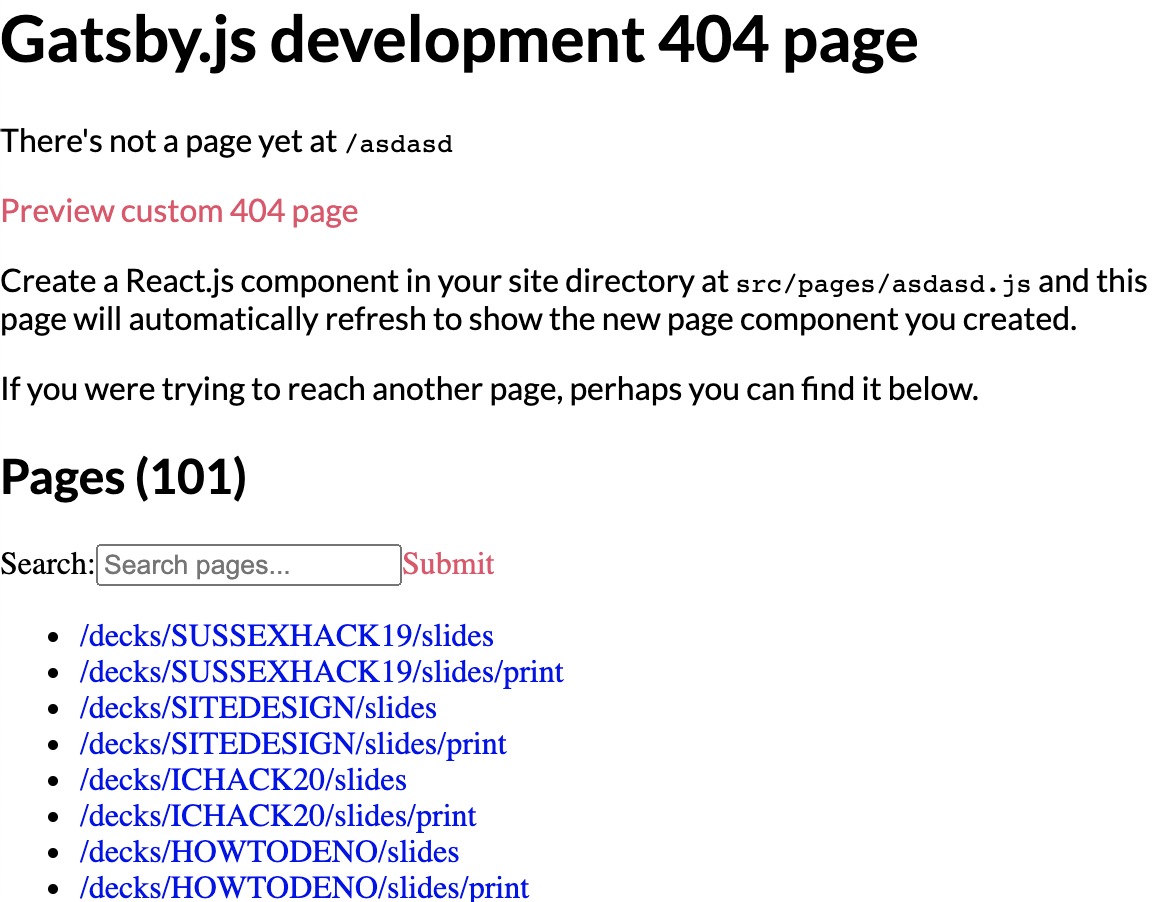 Gatsby.js development 404 page
There's not a page yet at /asdasd
Preview custom 404 page
Create a React.js component in your site directory at src/pages/asdasd.js and this
page will automatically refresh to show the new page component you created.
If you were trying to reach another page, perhaps you can find it below.
Pages (101)
Search: Search pages... Submit
/decks/SUSSEXHACK19/slides
/decks/SUSSEXHACK19/slides/print
/decks/SITEDESIGN/slides
/decks/SITEDESIGN/slides/print
/decks/ICHACK20/slides
/decks/ICHACK20/slides/print
/decks/HOWTODENO/slides
/decks/HOWTODENO/slides/print